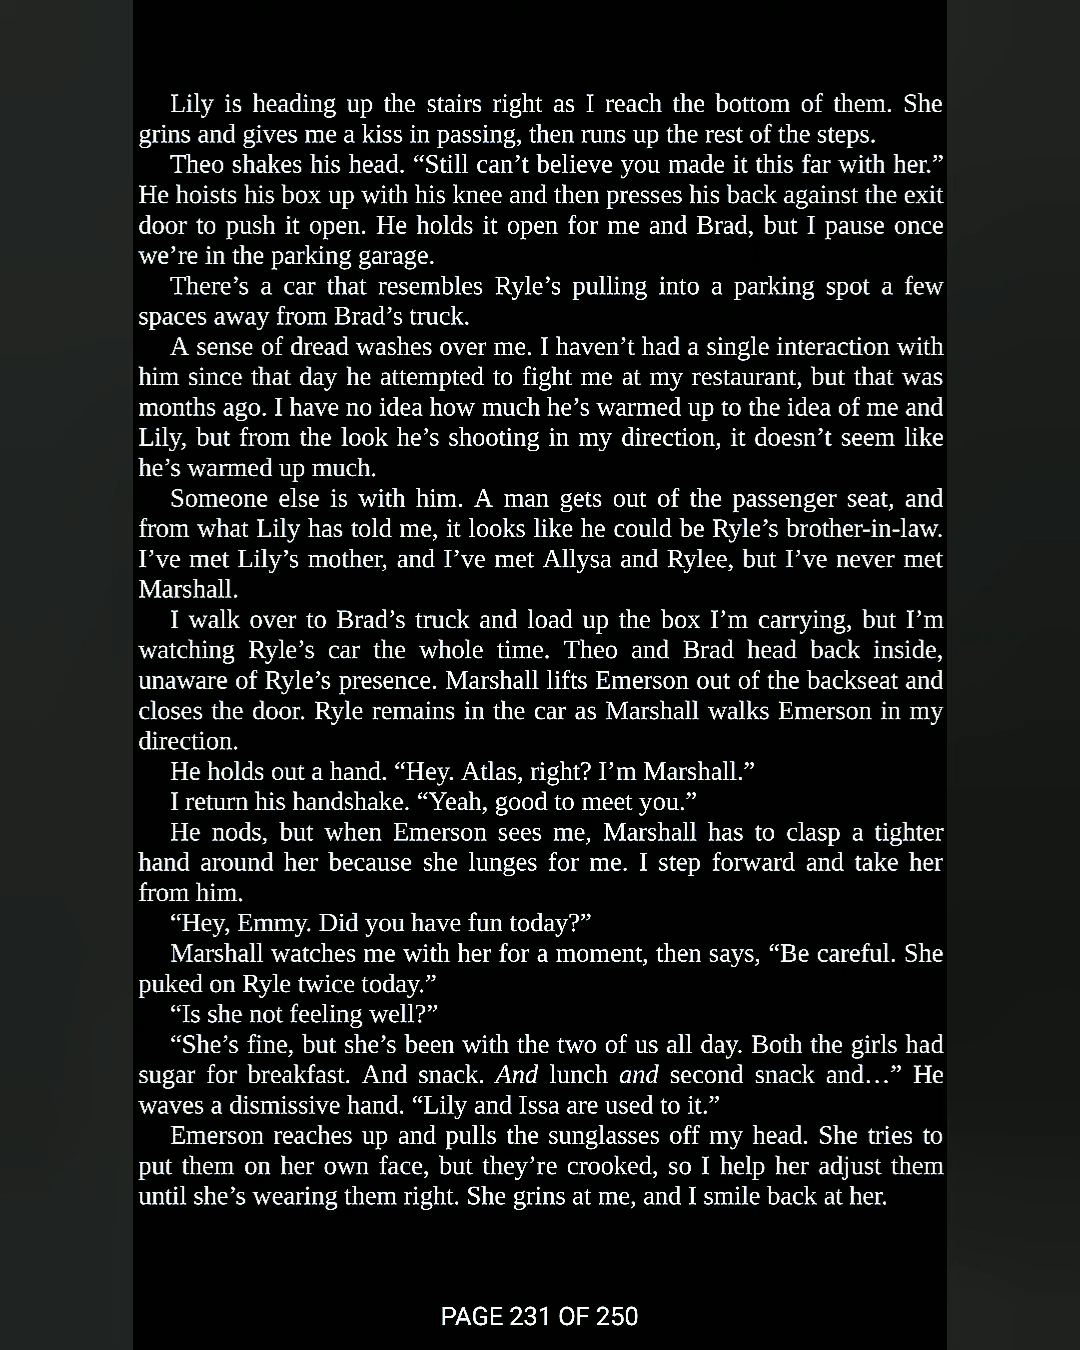 Lily is heading up the stairs right as I reach the bottom of them. She
grins and gives me a kiss in passing, then runs up the rest of the steps.
Theo shakes his head. “Still can’t believe you made it this far with her.”
He hoists his box up with his knee and then presses his back against the exit
door to push it open. He holds it open for me and Brad, but I pause once
we’re in the parking garage.
There’s a car that resembles Ryle’s pulling into a parking spot a few
spaces away from Brad’s truck.
A sense of dread washes over me. I haven’t had a single interaction with
him since that day he attempted to fight me at my restaurant, but that was
months ago. I have no idea how much he’s warmed up to the idea of me and
Lily, but from the look he’s shooting in my direction, it doesn’t seem like
he’s warmed up much.
Someone else is with him. A man gets out of the passenger seat, and
from what Lily has told me, it looks like he could be Ryle’s brother-in-law.
I’ve met Lily’s mother, and I’ve met Allysa and Rylee, but I’ve never met
Marshall.
I walk over to Brad’s truck and load up the box I’m carrying, but I’m
watching Ryle’s car the whole time. Theo and Brad head back inside,
unaware of Ryle’s presence. Marshall lifts Emerson out of the backseat and
closes the door. Ryle remains in the car as Marshall walks Emerson in my
direction.
He holds out a hand. “Hey. Atlas, right? I’m Marshall.”
I return his handshake. “Yeah, good to meet you.”
He nods, but when Emerson sees me, Marshall has to clasp a tighter
hand around her because she lunges for me. I step forward and take her
from him.
“Hey, Emmy. Did you have fun today?”
Marshall watches me with her for a moment, then says, “Be careful. She
puked on Ryle twice today.”
“Is she not feeling well?”
“She’s fine, but she’s been with the two of us all day. Both the girls had
sugar for breakfast. And snack. And lunch and second snack and…” He
waves a dismissive hand. “Lily and Issa are used to it.”
Emerson reaches up and pulls the sunglasses off my head. She tries to
put them on her own face, but they’re crooked, so I help her adjust them
until she’s wearing them right. She grins at me, and I smile back at her.
PAGE 231 OF 250